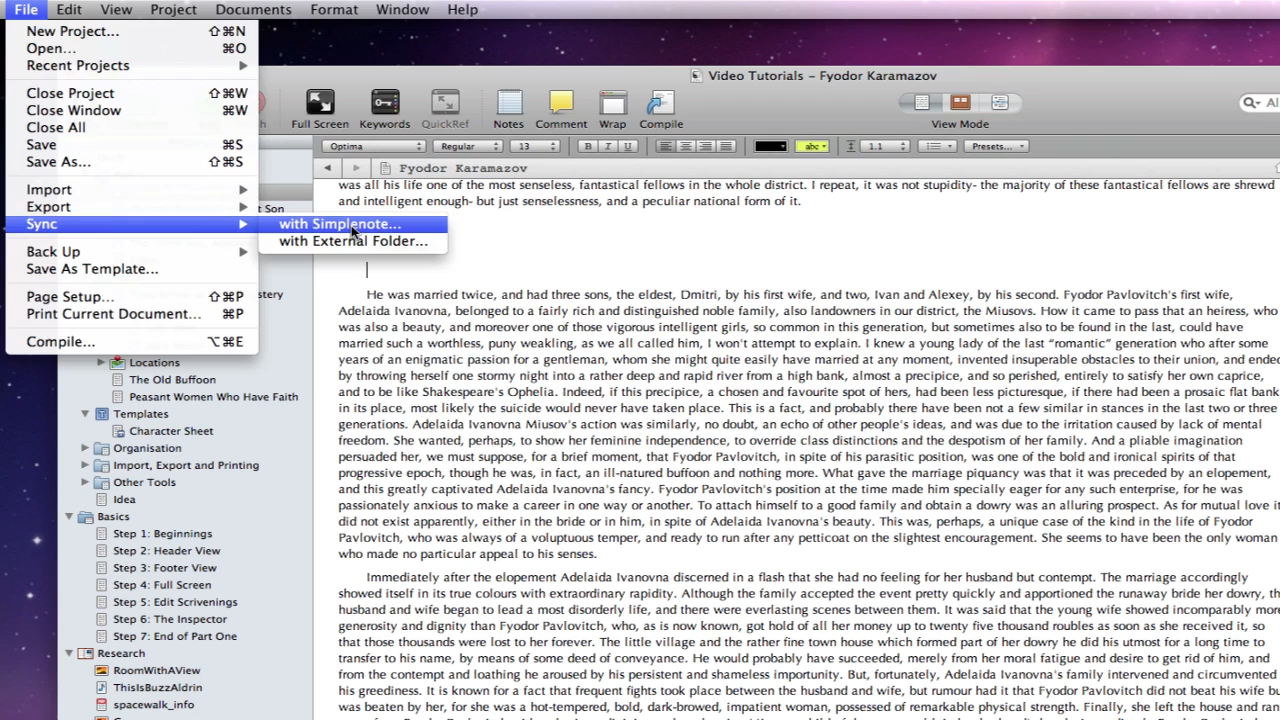 File Edit View Project Documents Format Window Help
New Project... ⇧⌘N
Open... ⌘O
Recent Projects
Close Project ⇧⌘W
Close Window ⌘W
Close All
Save ⌘S
Save As... ⇧⌘S
Import
Export
Sync
Back Up
Save As Template...
Page Setup... ⇧⌘P
Print Current Document... ⌘P
Compile... ⌥⌘E
with Simplenote...
with External Folder...
Video Tutorials – Fyodor Karamazov
Full Screen Keywords QuickRef Notes Comment Wrap Compile View Mode
Optima Regular 13 B I U abc 1.1 Presets...
Fyodor Karamazov
Son
Locations
The Old Buffoon
Peasant Women Who Have Faith
Templates
Character Sheet
Organisation
Import, Export and Printing
Other Tools
Idea
Basics
Step 1: Beginnings
Step 2: Header View
Step 3: Footer View
Step 4: Full Screen
Step 5: Edit Scrivenings
Step 6: The Inspector
Step 7: End of Part One
Research
RoomWithAView
ThisIsBuzzAldrin
spacewalk_info
was all his life one of the most senseless, fantastical fellows in the whole district. I repeat, it was not stupidity- the majority of these fantastical fellows are shrewd
and intelligent enough- but just senselessness, and a peculiar national form of it.
He was married twice, and had three sons, the eldest, Dmitri, by his first wife, and two, Ivan and Alexey, by his second. Fyodor Pavlovitch's first wife,
Adelaida Ivanovna, belonged to a fairly rich and distinguished noble family, also landowners in our district, the Miusovs. How it came to pass that an heiress, who
was also a beauty, and moreover one of those vigorous intelligent girls, so common in this generation, but sometimes also to be found in the last, could have
married such a worthless, puny weakling, as we all called him, I won't attempt to explain. I knew a young lady of the last “romantic” generation who after some
years of an enigmatic passion for a gentleman, whom she might quite easily have married at any moment, invented insuperable obstacles to their union, and ended
by throwing herself one stormy night into a rather deep and rapid river from a high bank, almost a precipice, and so perished, entirely to satisfy her own caprice,
and to be like Shakespeare's Ophelia. Indeed, if this precipice, a chosen and favourite spot of hers, had been less picturesque, if there had been a prosaic flat bank
in its place, most likely the suicide would never have taken place. This is a fact, and probably there have been not a few similar in stances in the last two or three
generations. Adelaida Ivanovna Miusov's action was similarly, no doubt, an echo of other people's ideas, and was due to the irritation caused by lack of mental
freedom. She wanted, perhaps, to show her feminine independence, to override class distinctions and the despotism of her family. And a pliable imagination
persuaded her, we must suppose, for a brief moment, that Fyodor Pavlovitch, in spite of his parasitic position, was one of the bold and ironical spirits of that
progressive epoch, though he was, in fact, an ill-natured buffoon and nothing more. What gave the marriage piquancy was that it was preceded by an elopement,
and this greatly captivated Adelaida Ivanovna's fancy. Fyodor Pavlovitch's position at the time made him specially eager for any such enterprise, for he was
passionately anxious to make a career in one way or another. To attach himself to a good family and obtain a dowry was an alluring prospect. As for mutual love it
did not exist apparently, either in the bride or in him, in spite of Adelaida Ivanovna's beauty. This was, perhaps, a unique case of the kind in the life of Fyodor
Pavlovitch, who was always of a voluptuous temper, and ready to run after any petticoat on the slightest encouragement. She seems to have been the only woman
who made no particular appeal to his senses.
Immediately after the elopement Adelaida Ivanovna discerned in a flash that she had no feeling for her husband but contempt. The marriage accordingly
showed itself in its true colours with extraordinary rapidity. Although the family accepted the event pretty quickly and apportioned the runaway bride her dowry, the
husband and wife began to lead a most disorderly life, and there were everlasting scenes between them. It was said that the young wife showed incomparably more
generosity and dignity than Fyodor Pavlovitch, who, as is now known, got hold of all her money up to twenty five thousand roubles as soon as she received it, so
that those thousands were lost to her forever. The little village and the rather fine town house which formed part of her dowry he did his utmost for a long time to
transfer to his name, by means of some deed of conveyance. He would probably have succeeded, merely from her moral fatigue and desire to get rid of him, and
from the contempt and loathing he aroused by his persistent and shameless importunity. But, fortunately, Adelaida Ivanovna's family intervened and circumvented
his greediness. It is known for a fact that frequent fights took place between the husband and wife, but rumour had it that Fyodor Pavlovitch did not beat his wife but
was beaten by her, for she was a hot-tempered, bold, dark-browed, impatient woman, possessed of remarkable physical strength. Finally, she left the house and ran